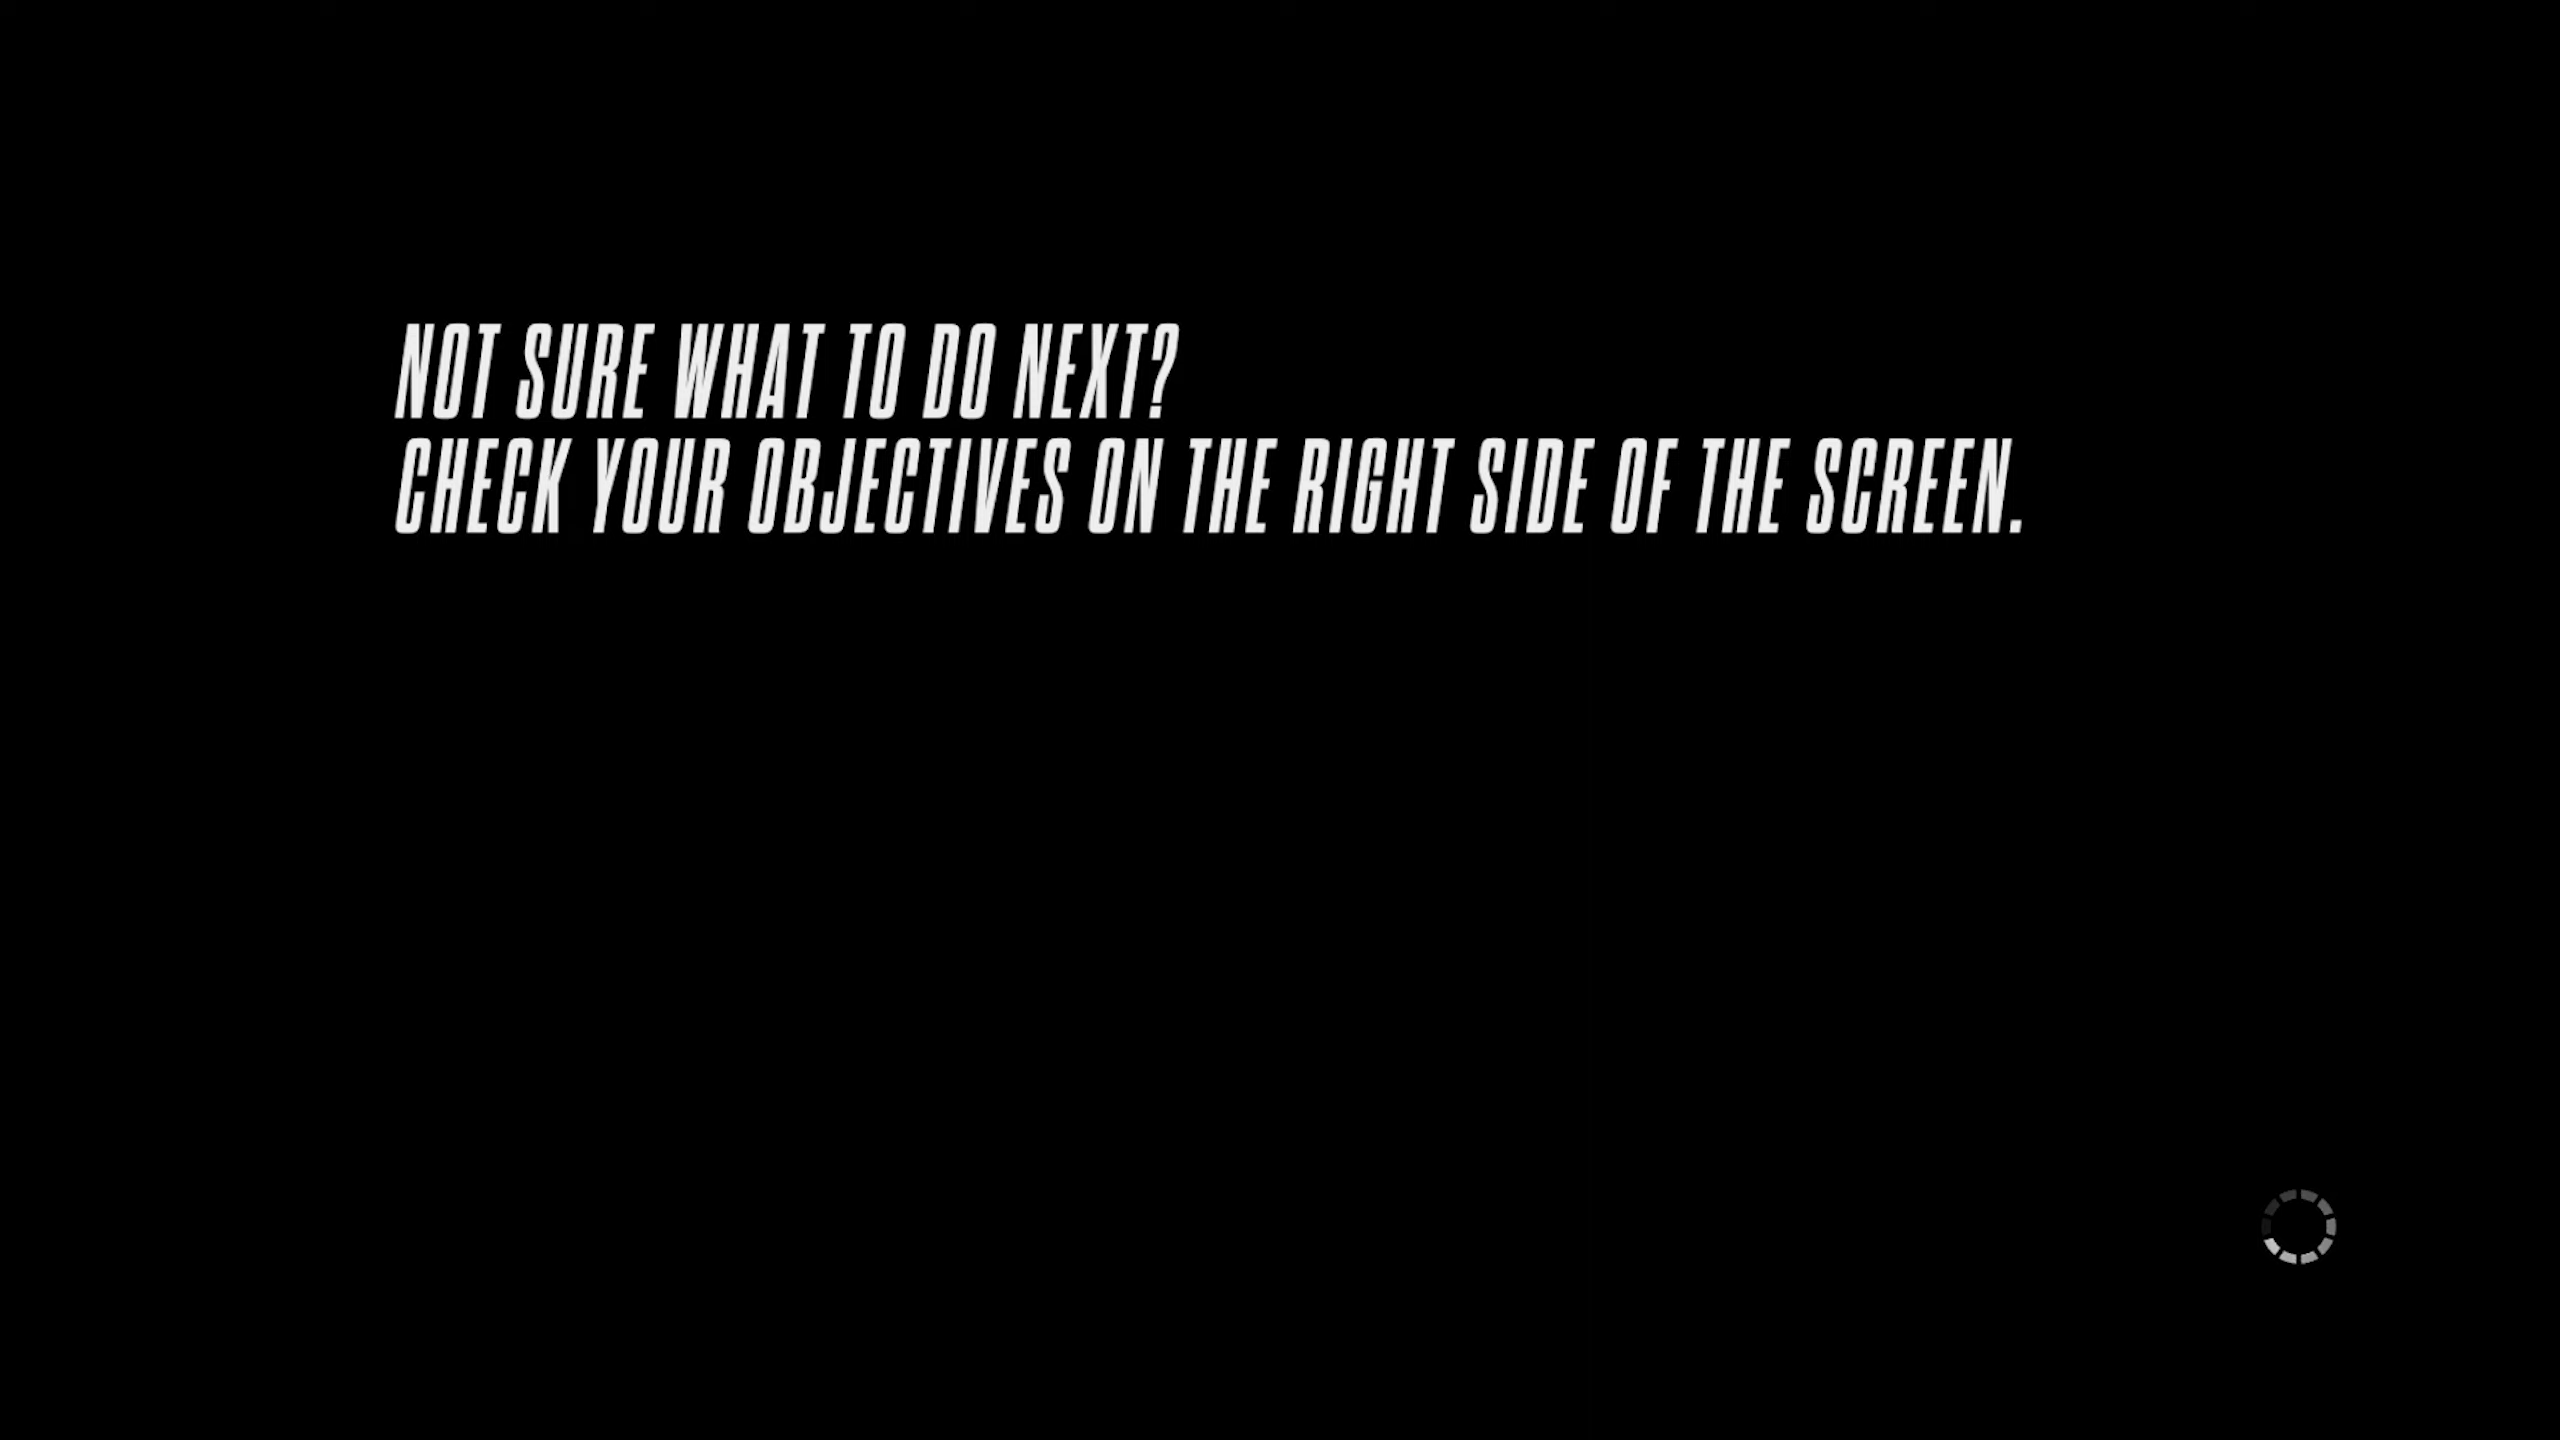 NOT SURE WHAT TO DO NEXT?
CHECK YOUR OBJECTIVES ON THE RIGHT SIDE OF THE SCREEN.